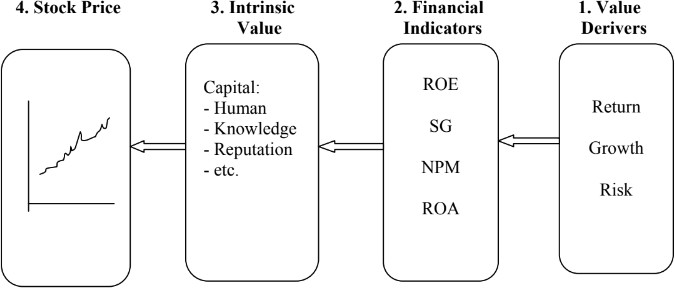 4. Stock Price
3. Intrinsic
Value
2. Financial
Indicators
1. Value
Derivers
Capital:
- Human
- Knowledge
- Reputation
- etc.
ROE
SG
NPM
ROA
Return
Growth
Risk